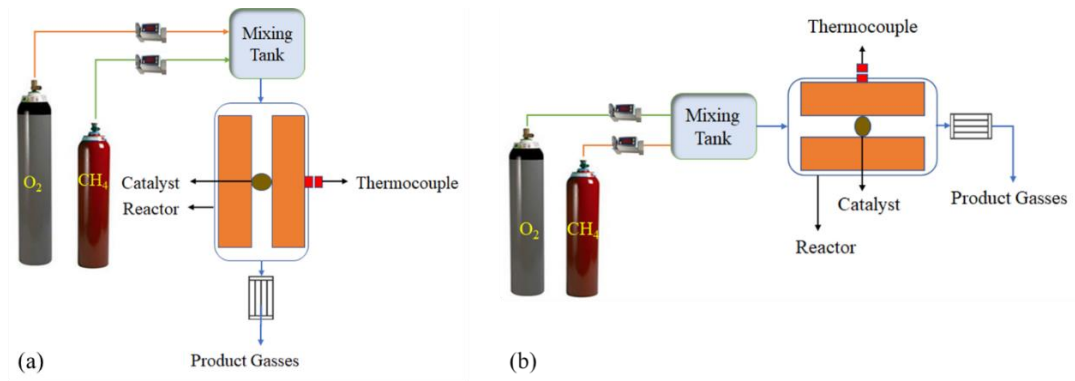 Mixing
Tank
O2
CH4
Catalyst
Reactor
Thermocouple
Product Gasses
(a)
Thermocouple
Mixing
Tank
O2
CH4
Catalyst
Product Gasses
Reactor
(b)